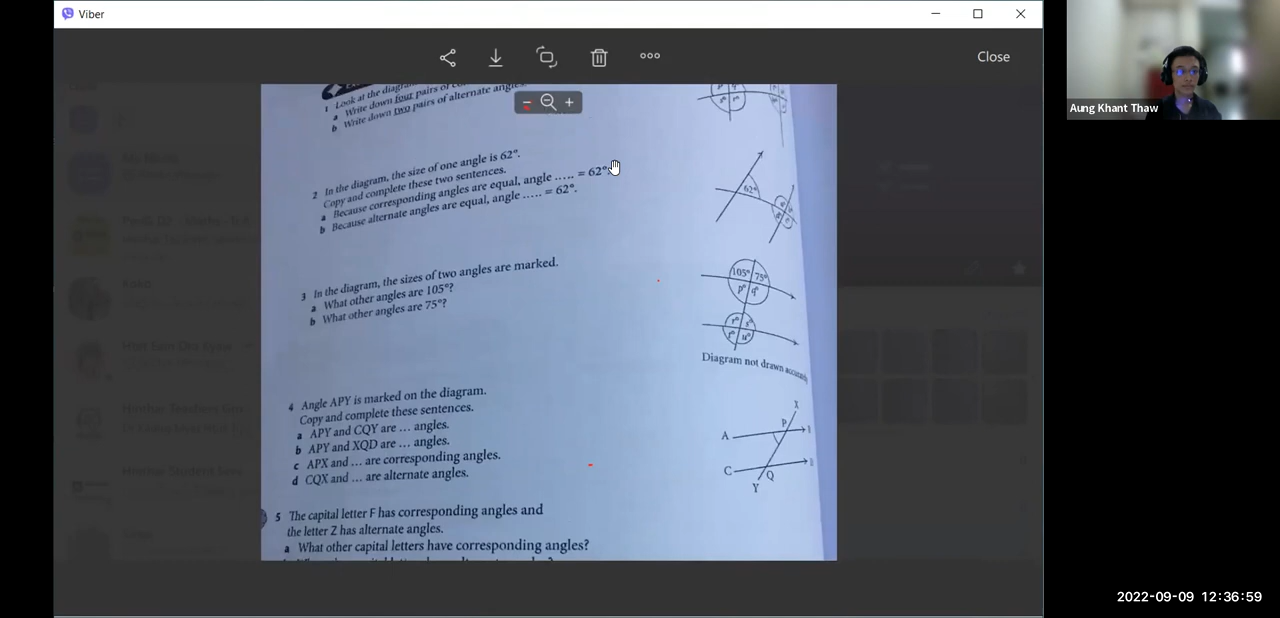 Viber
Close
1 Look at the diagram
a Write down four pairs of
b Write down two pairs of alternate angles
2 In the diagram, the size of one angle is 62°.
Copy and complete these two sentences.
a Because corresponding angles are equal, angle ..... = 62°
b Because alternate angles are equal, angle ..... = 62°.
62°
3 In the diagram, the sizes of two angles are marked.
a What other angles are 105°?
b What other angles are 75°?
105° 75°
p° q°
r° s°
t° u°
Diagram not drawn accurately
4 Angle APY is marked on the diagram.
Copy and complete these sentences.
a APY and CQY are ... angles.
b APY and XQD are ... angles.
c APX and ... are corresponding angles.
d CQX and ... are alternate angles.
X
P
A
C
Q
Y
5 The capital letter F has corresponding angles and
the letter Z has alternate angles.
a What other capital letters have corresponding angles?
Aung Khant Thaw
2022-09-09 12:36:59